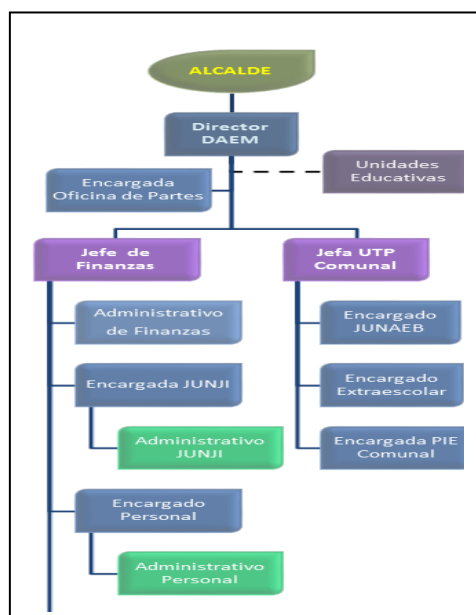 ALCALDE
Director
DAEM
Unidades
Educativas
Encargada
Oficina de Partes
Jefe de
Finanzas
Jefa UTP
Comunal
Administrativo
de Finanzas
Encargado
JUNAEB
Encargada JUNJI
Encargado
Extraescolar
Administrativo
JUNJI
Encargada PIE
Comunal
Encargado
Personal
Administrativo
Personal